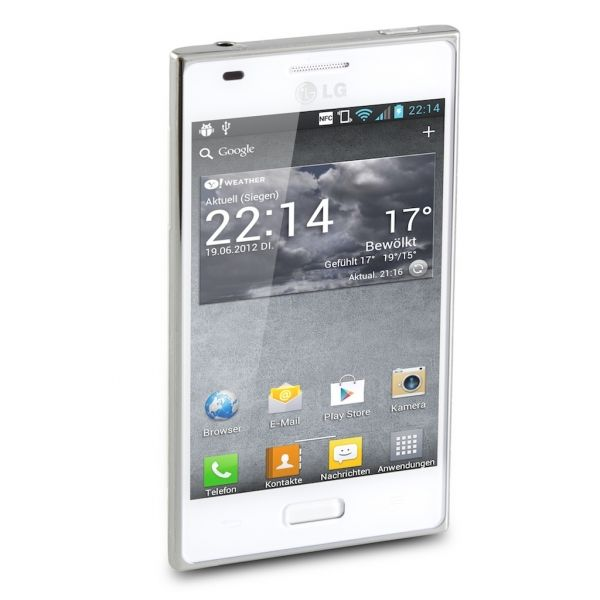 LG
NFC 22:14
Google
Y! WEATHER
Aktuell (Siegen)
22:14
19.06.2012 DI.
17°
Bewölkt
Gefühlt 17° 19°/T5°
Aktual. 21:16
Browser
E-Mail
Play Store
Kamera
Telefon
Kontakte
Nachrichten
Anwendungen